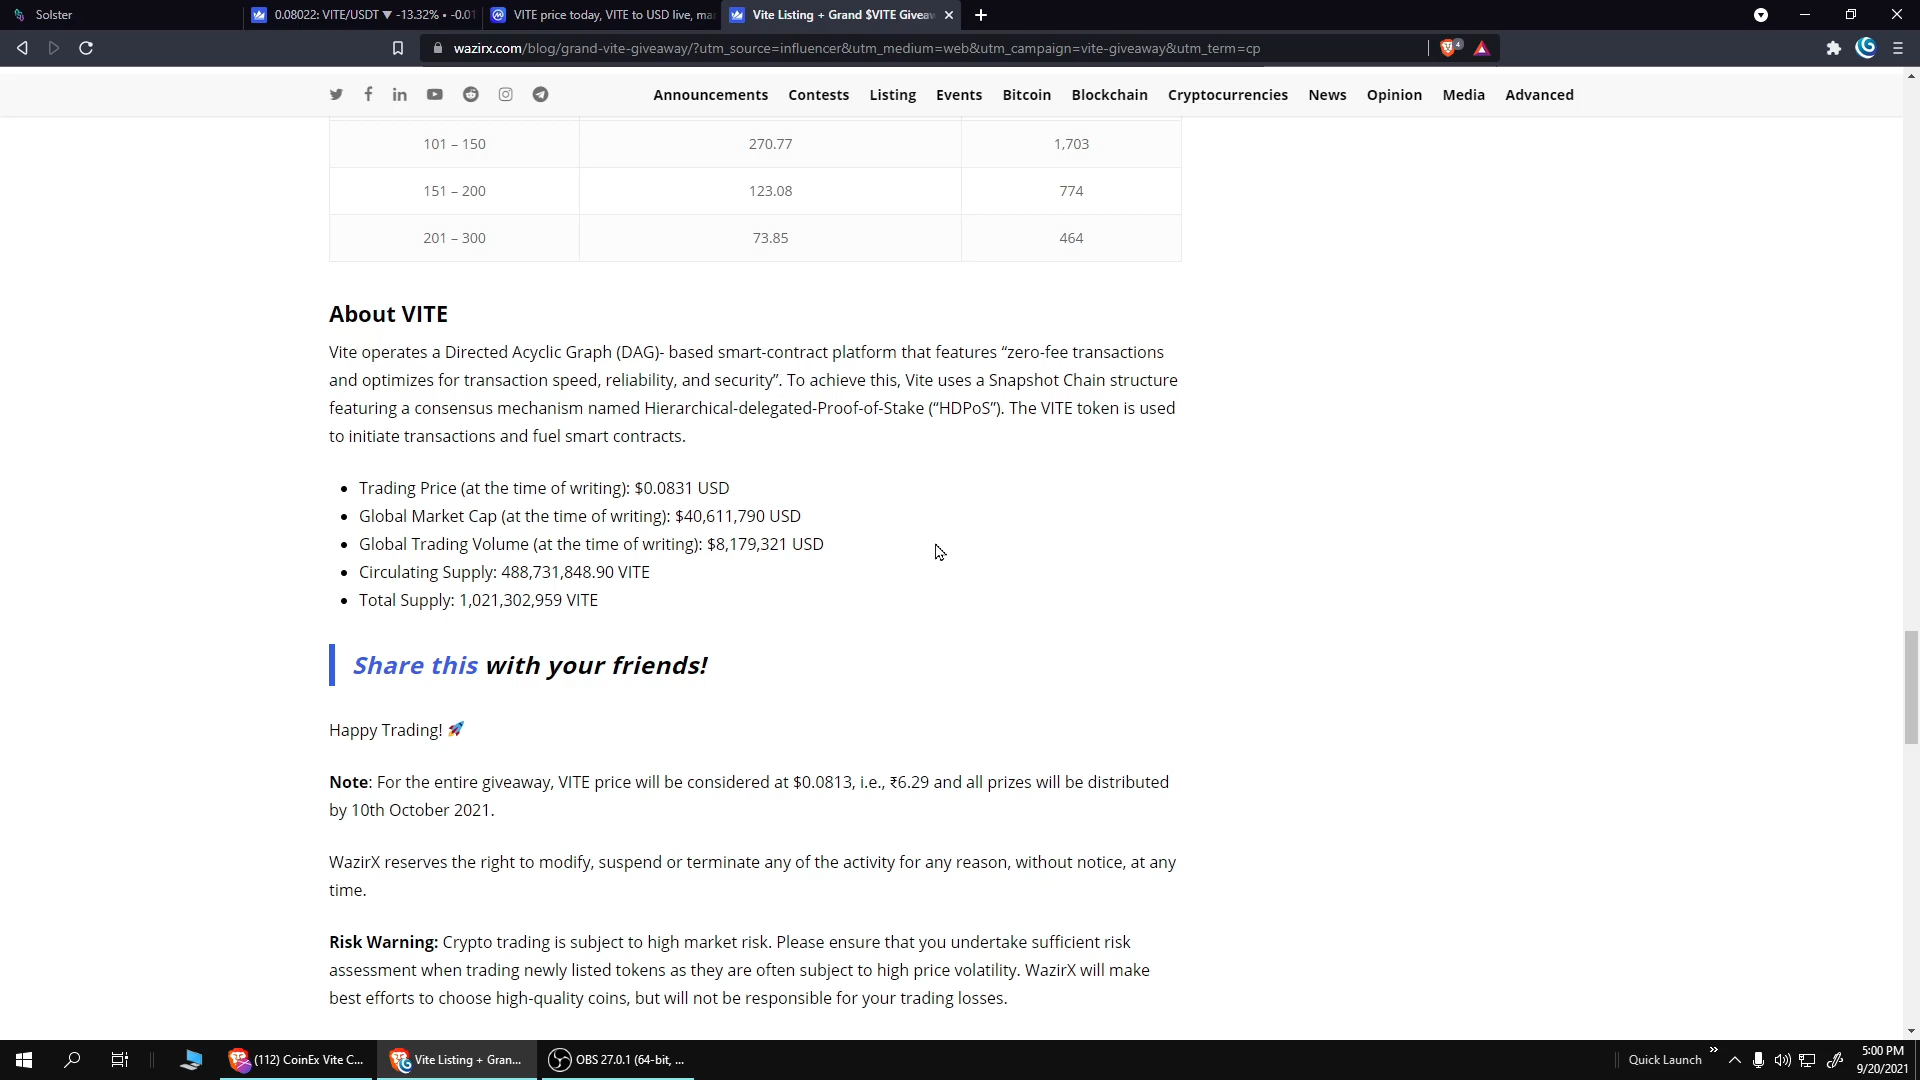 Solster
0.08022: VITE/USDT ▼ -13.32% • -0.01
VITE price today, VITE to USD live, ma
Vite Listing + Grand $VITE Giveaw
wazirx.com/blog/grand-vite-giveaway/?utm_source=influencer&utm_medium=web&utm_campaign=vite-giveaway&utm_term=cp
4
Announcements Contests Listing Events Bitcoin Blockchain Cryptocurrencies News Opinion Media Advanced
101 – 150 270.77 1,703
151 – 200 123.08 774
201 – 300 73.85 464
About VITE
Vite operates a Directed Acyclic Graph (DAG)- based smart-contract platform that features “zero-fee transactions
and optimizes for transaction speed, reliability, and security”. To achieve this, Vite uses a Snapshot Chain structure
featuring a consensus mechanism named Hierarchical-delegated-Proof-of-Stake (“HDPoS”). The VITE token is used
to initiate transactions and fuel smart contracts.
• Trading Price (at the time of writing): $0.0831 USD
• Global Market Cap (at the time of writing): $40,611,790 USD
• Global Trading Volume (at the time of writing): $8,179,321 USD
• Circulating Supply: 488,731,848.90 VITE
• Total Supply: 1,021,302,959 VITE
Share this with your friends!
Happy Trading! 🚀
Note: For the entire giveaway, VITE price will be considered at $0.0813, i.e., ₹6.29 and all prizes will be distributed
by 10th October 2021.
WazirX reserves the right to modify, suspend or terminate any of the activity for any reason, without notice, at any
time.
Risk Warning: Crypto trading is subject to high market risk. Please ensure that you undertake sufficient risk
assessment when trading newly listed tokens as they are often subject to high price volatility. WazirX will make
best efforts to choose high-quality coins, but will not be responsible for your trading losses.
(112) CoinEx Vite C...
Vite Listing + Gran...
OBS 27.0.1 (64-bit, ...
Quick Launch
5:00 PM
9/20/2021